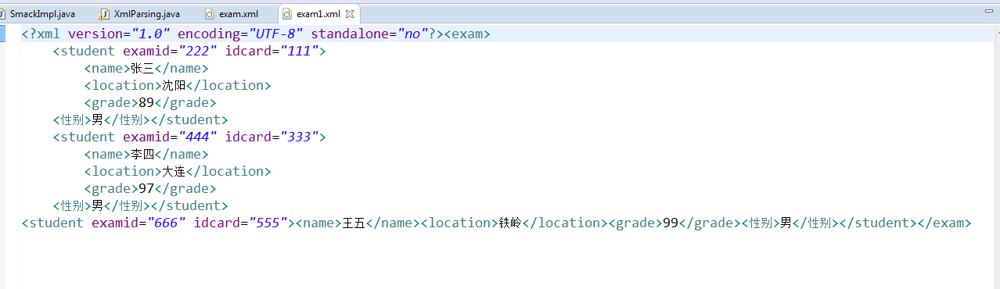 SmackImpl.java XmlParsing.java exam.xml exam1.xml
<?xml version="1.0" encoding="UTF-8" standalone="no"?><exam>
    <student examid="222" idcard="111">
        <name>张三</name>
        <location>沈阳</location>
        <grade>89</grade>
    <性别>男</性别></student>
    <student examid="444" idcard="333">
        <name>李四</name>
        <location>大连</location>
        <grade>97</grade>
    <性别>男</性别></student>
<student examid="666" idcard="555"><name>王五</name><location>铁岭</location><grade>99</grade><性别>男</性别></student></exam>